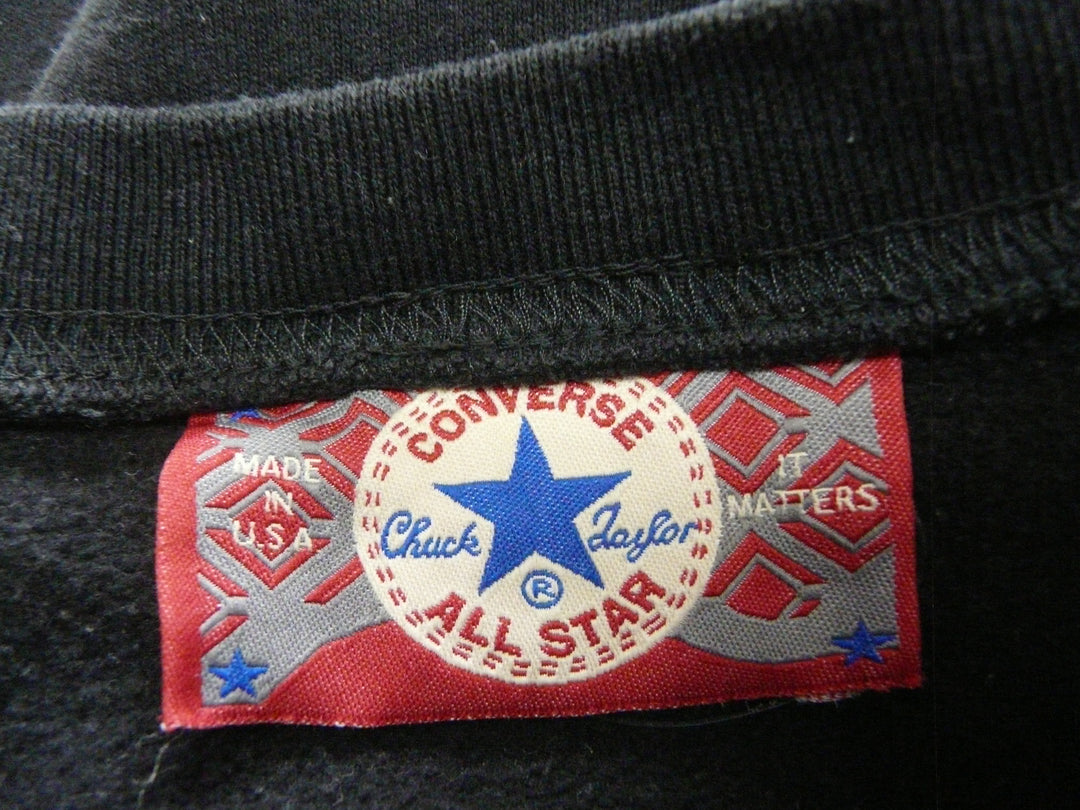 MADE
IN
U.S.A
CONVERSE
Chuck Taylor
®
ALL STAR
IT
MATTERS